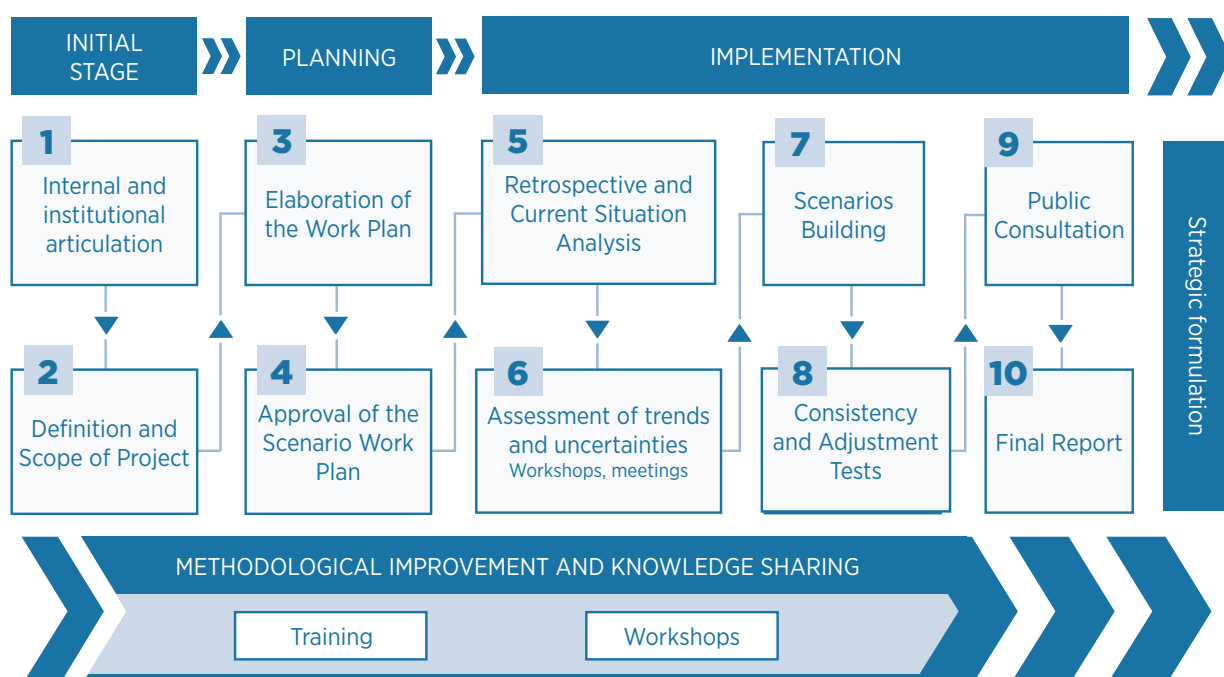 INITIAL
STAGE
PLANNING
IMPLEMENTATION
1
Internal and
institutional
articulation
2
Definition and
Scope of Project
3
Elaboration of
the Work Plan
4
Approval of the
Scenario Work
Plan
5
Retrospective and
Current Situation
Analysis
6
Assessment of trends
and uncertainties
Workshops, meetings
7
Scenarios
Building
8
Consistency
and Adjustment
Tests
9
Public
Consultation
10
Final Report
Strategic formulation
METHODOLOGICAL IMPROVEMENT AND KNOWLEDGE SHARING
Training
Workshops